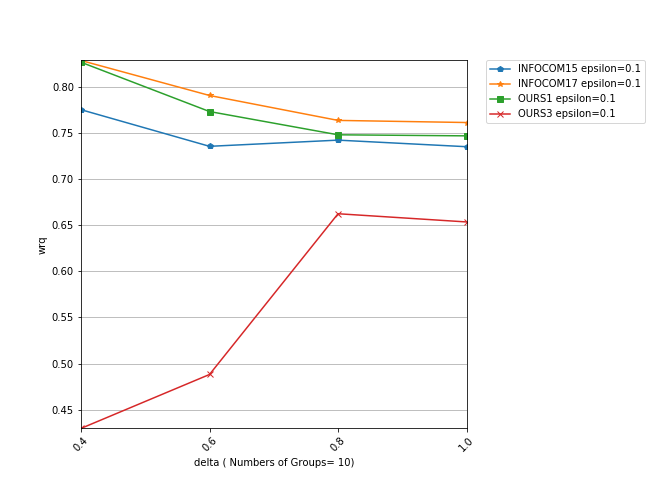 INFOCOM15 epsilon=0.1
INFOCOM17 epsilon=0.1
OURS1 epsilon=0.1
OURS3 epsilon=0.1
0.80
0.75
0.70
0.65
0.60
0.55
0.50
0.45
wrq
0.4
0.6
0.8
1.0
delta ( Numbers of Groups= 10)